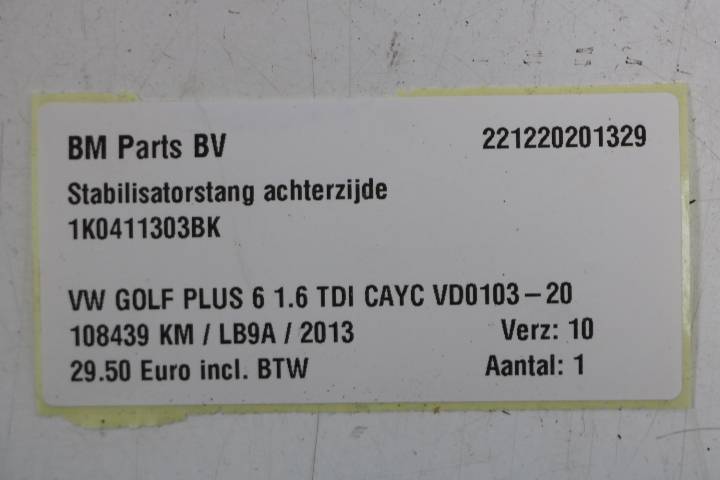 BM Parts BV 221220201329
Stabilisatorstang achterzijde
1K0411303BK
VW GOLF PLUS 6 1.6 TDI CAYC VD0103-20
108439 KM / LB9A / 2013 Verz: 10
29.50 Euro incl. BTW Aantal: 1